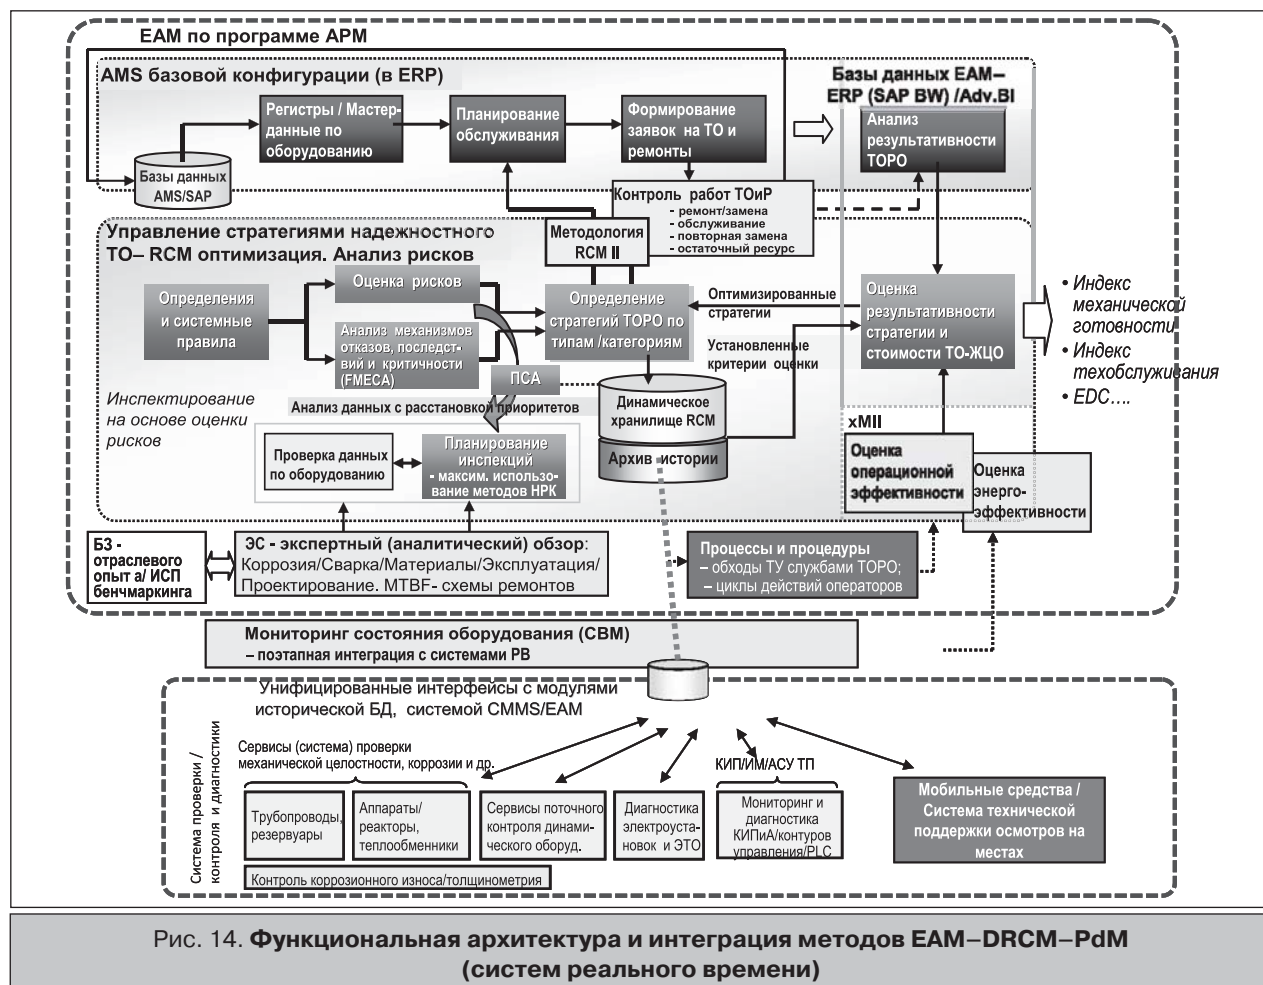 ЕАМ по программе АРМ
AMS базовой конфигурации (в ERP)
Базы данных EAM–
ERP (SAP BW) /Adv.BI
Регистры / Мастер-
данные по
оборудованию
Планирование
обслуживания
Формирование
заявок на ТО и
ремонты
Анализ
результативности
ТОРО
Базы данных
AMS/SAP
Контроль работ ТОиР
- ремонт/замена
- обслуживание
- повторная замена
- остаточный ресурс
Управление стратегиями надежностного
ТО– RCM оптимизация. Анализ рисков
Методология
RCM II
Определения
и системные
правила
Оценка рисков
Анализ механизмов
отказов, последст-
вий и критичности
(FMECA)
Определение
стратегий ТОРО по
типам /категориям
Оптимизированные
стратегии
Установленные
критерии оценки
Оценка
результативности
стратегии и
стоимости ТО-ЖЦО
• Индекс
механической
готовности
• Индекс
техобслуживания
• EDC….
ПСА
Инспектирование
на основе оценки
рисков
Анализ данных с расстановкой приоритетов
Динамическое
хранилище RCM
Архив истории
Проверка данных
по оборудованию
Планирование
инспекций
- максим. использо-
вание методов НРК
xMII
Оценка
операционной
эффективности
Оценка
энерго-
эффективности
БЗ -
отраслевого
опыт а/ ИСП
бенчмаркинга
ЭС - экспертный (аналитический) обзор:
Коррозия/Сварка/Материалы/Эксплуатация/
Проектирование. MTBF- схемы ремонтов
Процессы и процедуры
– обходы ТУ службами ТОРО;
– циклы действий операторов
Мониторинг состояния оборудования (CBM)
– поэтапная интеграция с системами РВ
Унифицированные интерфейсы с модулями
исторической БД, системой CMMS/EAM
Система проверки /
контроля и диагностики
Сервисы (система) проверки
механической целостности, коррозии и др.
КИП/ИМ/АСУ ТП
Трубопроводы,
резервуары
Аппараты/
реакторы,
теплообменники
Сервисы поточного
контроля динами-
ческого оборуд.
Диагностика
электроуста-
новок и ЭТО
Мониторинг и
диагностика
КИПиА/контуров
управления/PLC
Мобильные средства /
Система технической
поддержки осмотров на
местах
Контроль коррозионного износа/толщинометрия
Рис. 14. Функциональная архитектура и интеграция методов EAM–DRCM–PdM
(систем реального времени)